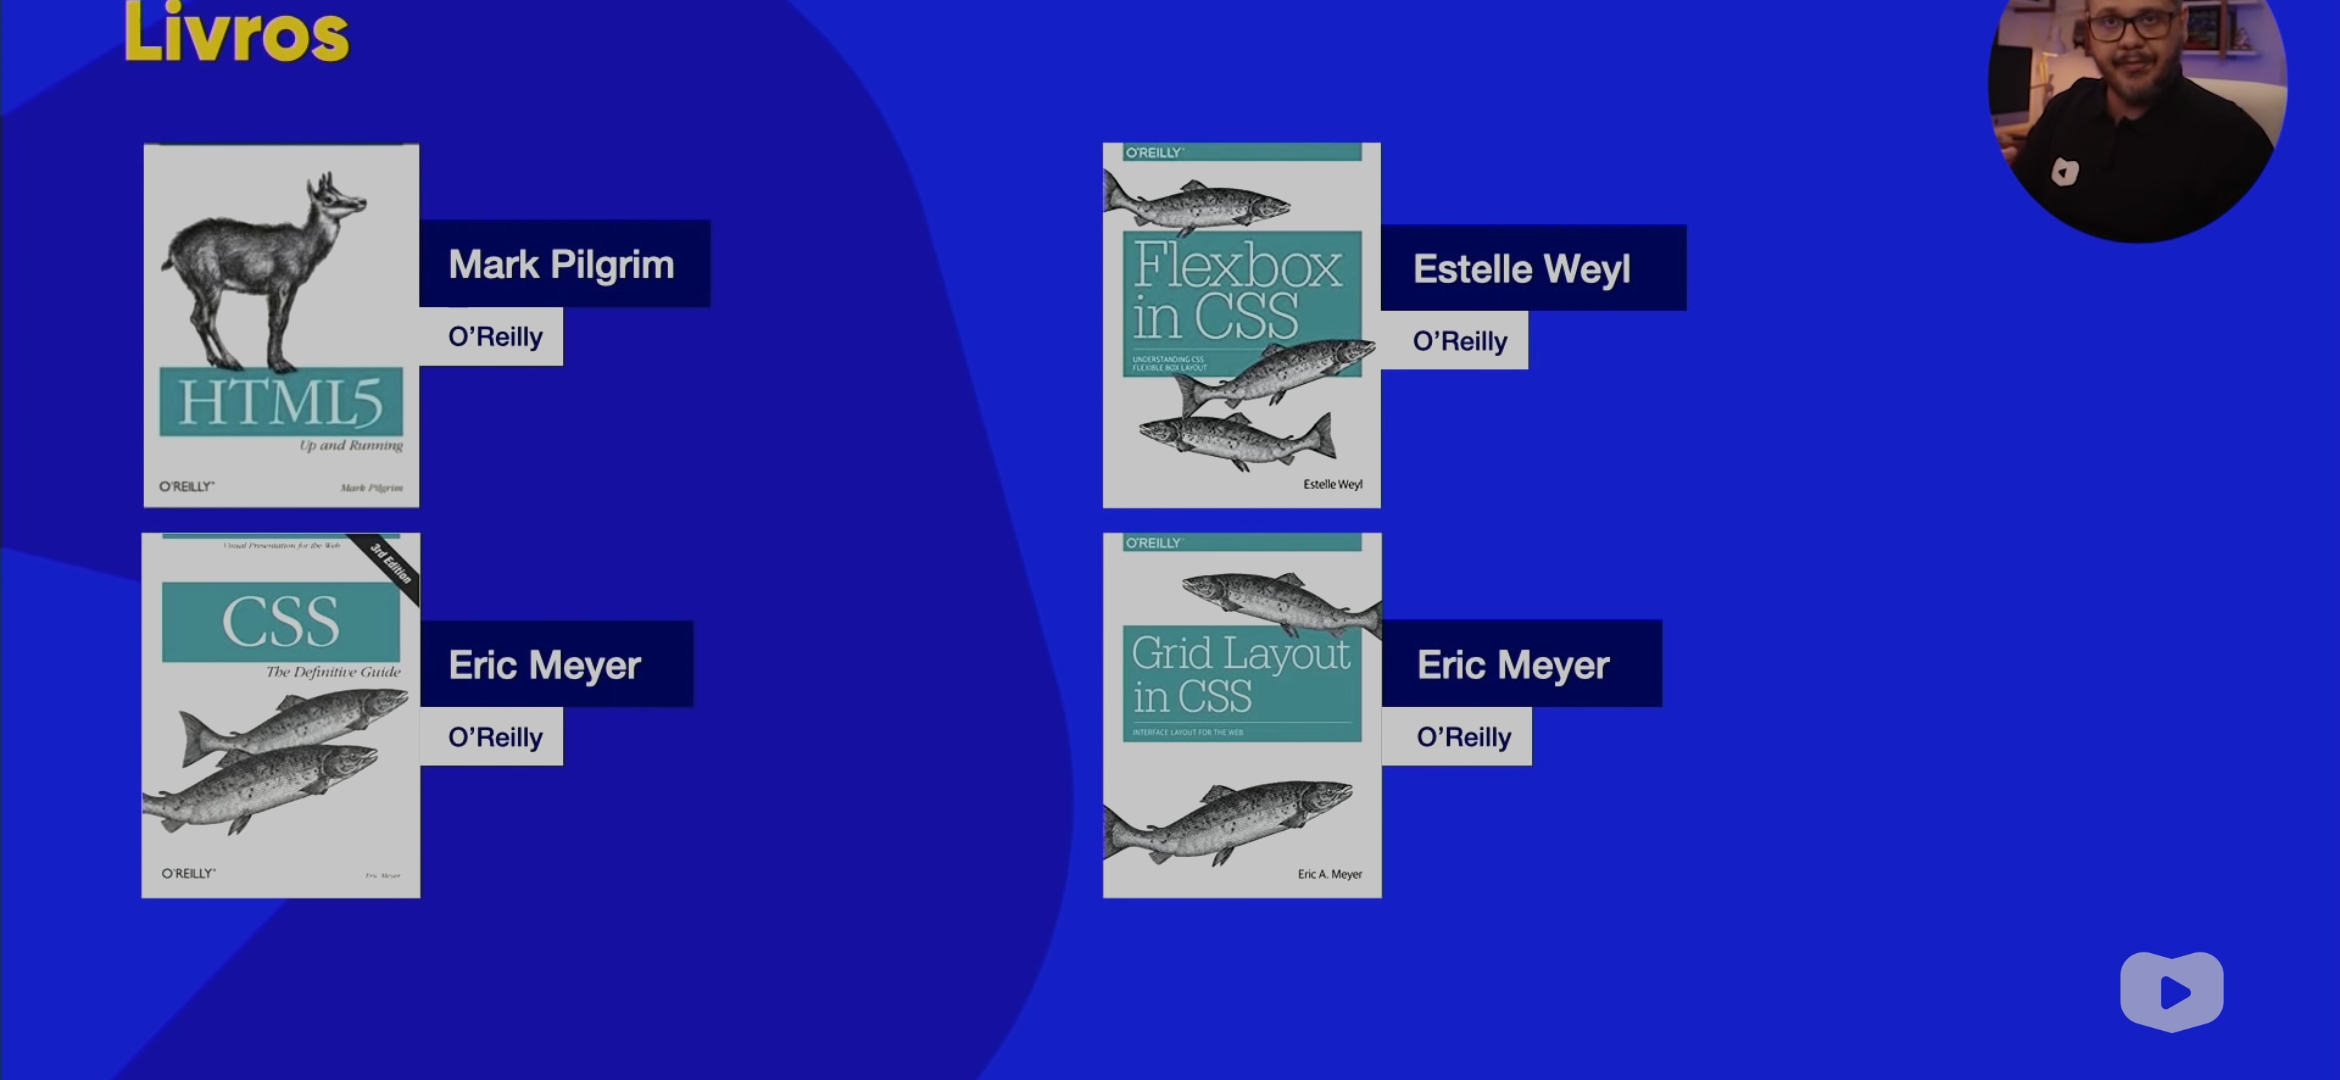 Livros
HTML5
Up and Running
O'REILLY
Mark Pilgrim
Mark Pilgrim
O'Reilly
O'REILLY
Flexbox
in CSS
UNDERSTANDING CSS
FLEXIBLE BOX LAYOUT
Estelle Weyl
Estelle Weyl
O'Reilly
Visual Presentation for the Web
3rd Edition
CSS
The Definitive Guide
O'REILLY
Eric Meyer
Eric Meyer
O'Reilly
O'REILLY
Grid Layout
in CSS
INTERFACE LAYOUT FOR THE WEB
Eric A. Meyer
Eric Meyer
O'Reilly